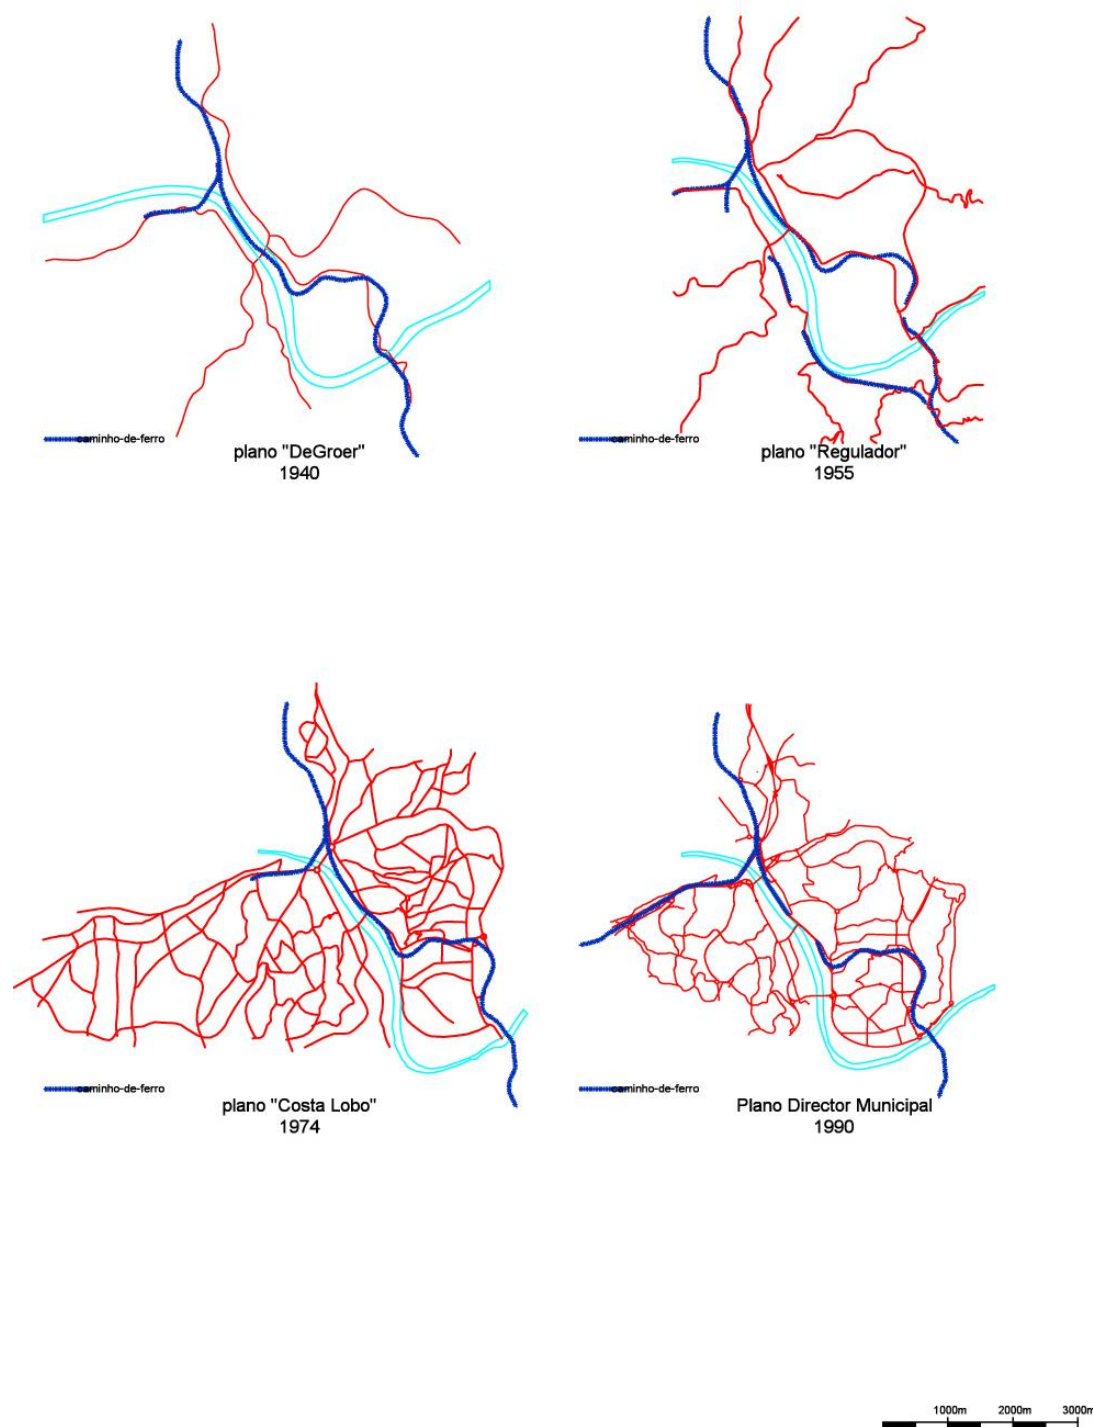 caminho-de-ferro
plano "DeGroer"
1940
caminho-de-ferro
plano "Regulador"
1955
caminho-de-ferro
plano "Costa Lobo"
1974
caminho-de-ferro
Plano Director Municipal
1990
1000m 2000m 3000m